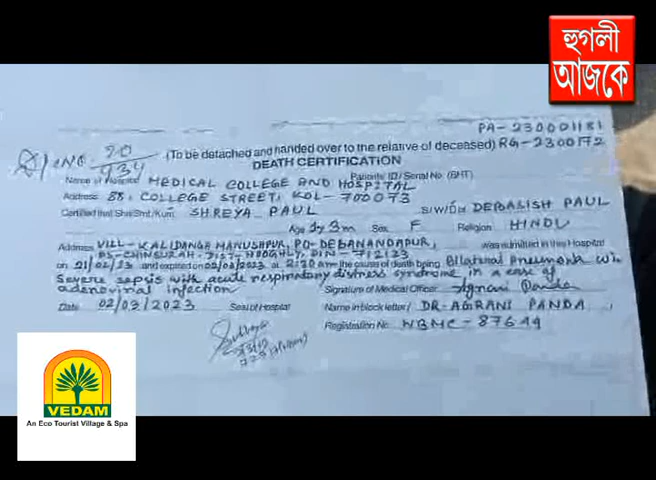 হুগলী
আজকে
PA-230001181
Sl/eNo 20/934 (To be detached and handed over to the relative of deceased) RG-2300172
DEATH CERTIFICATION
Name of Hospital MEDICAL COLLEGE AND HOSPITAL Patients ID/Serial No. (BHT)
Address 88, COLLEGE STREET, KOL-700073
Certified that Shri/Smt/Kum. SHREYA PAUL S/W/D/o DEBASISH PAUL
Age 1y 3m Sex F Religion HINDU
Address VILL-KALIDANGA MANUSHPUR, PO-DEBANANDAPUR, was admitted in this Hospital
PS-CHINSURAH, DIST-HOOGHLY, PIN-712123
on 21/02/23 and expired on 02/03/2023 at 2:20 am the cause of death being Bilateral Pneumonia with
Severe sepsis with acute respiratory distress syndrome in a case of
adenoviral infection Signature of Medical Officer Agrani Panda
Date 02/03/2023 Seal of Hospital Name in block letter/ DR. AGRANI PANDA
Registration No. WBMC-87649
VEDAM
An Eco Tourist Village & Spa